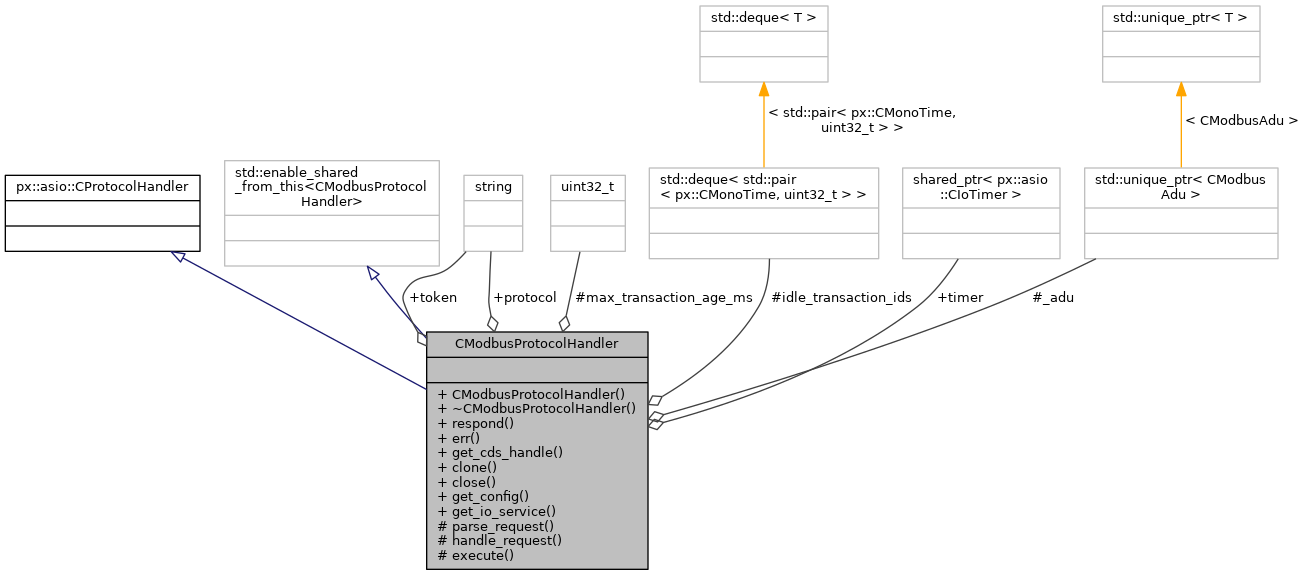 std::deque< T >
std::unique_ptr< T >
< std::pair< px::CMonoTime,
uint32_t > >
< CModbusAdu >
px::asio::CProtocolHandler
std::enable_shared
_from_this<CModbusProtocol
Handler>
string
uint32_t
std::deque< std::pair
< px::CMonoTime, uint32_t > >
shared_ptr< px::asio
::CIoTimer >
std::unique_ptr< CModbus
Adu >
+token
+protocol
#max_transaction_age_ms
#idle_transaction_ids
+timer
#_adu
CModbusProtocolHandler
+ CModbusProtocolHandler()
+ ~CModbusProtocolHandler()
+ respond()
+ err()
+ get_cds_handle()
+ clone()
+ close()
+ get_config()
+ get_io_service()
# parse_request()
# handle_request()
# execute()